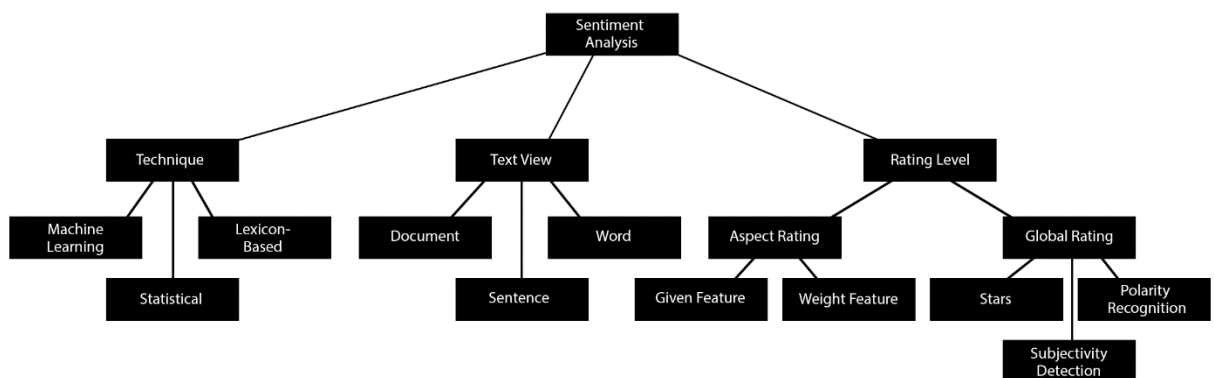 Sentiment
Analysis
Technique
Text View
Rating Level
Machine
Learning
Lexicon-
Based
Document
Word
Aspect Rating
Global Rating
Statistical
Sentence
Given Feature
Weight Feature
Stars
Polarity
Recognition
Subjectivity
Detection